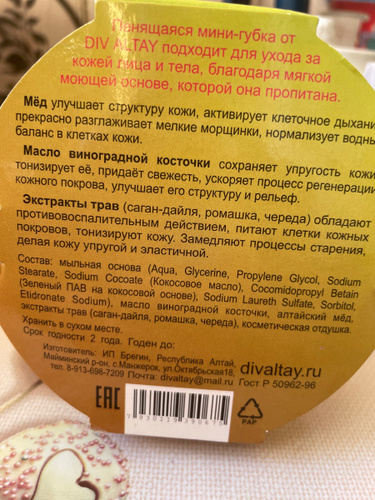 Пенящаяся мини-губка от
DIV ALTAY подходит для ухода за
кожей лица и тела, благодаря мягкой
моющей основе, которой она пропитана.
Мёд улучшает структуру кожи, активирует клеточное дыхани
прекрасно разглаживает мелкие морщинки, нормализует водны
баланс в клетках кожи.
Масло виноградной косточки сохраняет упругость кожи
тонизирует её, придаёт свежесть, ускоряет процесс регенерации
кожного покрова, улучшает его структуру и рельеф.
Экстракты трав (саган-дайля, ромашка, череда) обладают
противовоспалительным действием, питают клетки кожных
покровов, тонизируют кожу. Замедляют процессы старения,
делая кожу упругой и эластичной.
Состав: мыльная основа (Aqua, Glycerine, Propylene Glycol, Sodium
Stearate, Sodium Cocoate (Кокосовое масло), Cocomidopropyl Betain
(Зеленый ПАВ на кокосовой основе), Sodium Laureth Sulfate, Sorbitol,
Etidronate Sodium), масло виноградной косточки, алтайский мёд,
экстракты трав (саган-дайля, ромашка, череда), косметическая отдушка.
Хранить в сухом месте.
Срок годности 2 года. Годен до:
Изготовитель: ИП Брегин, Республика Алтай,
Майминский р-он, с.Манжерок, ул.Октябрьская18,
тел. 8-913-698-7209 Почта: divaltay@mail.ru
divaltay.ru
Гост Р 50962-96
EAC
PAP